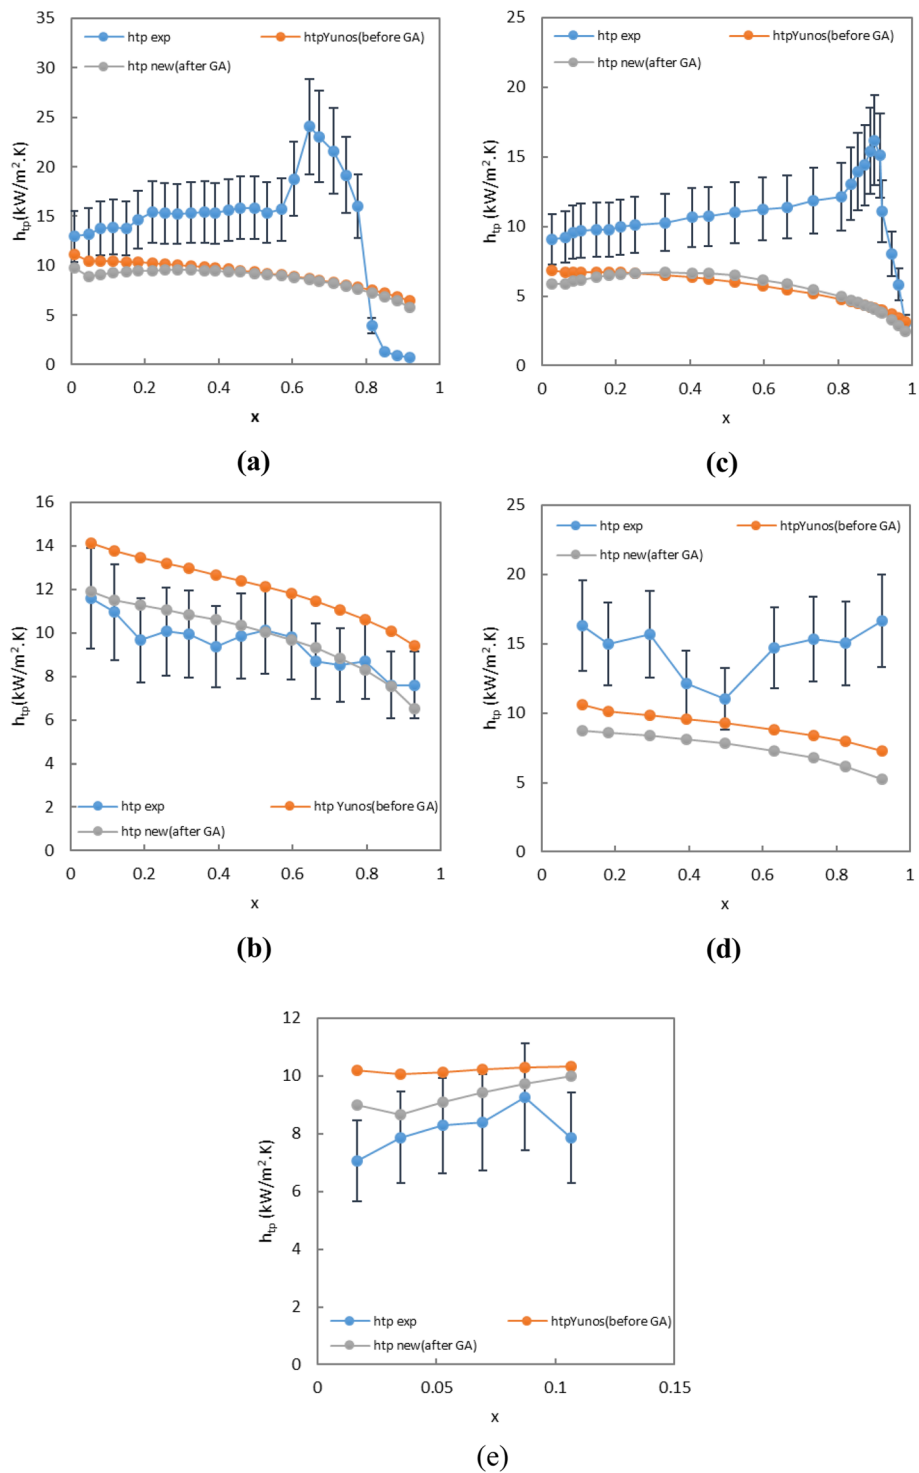 35
30
25
20
15
10
5
0
htp exp
htpYunos(before GA)
htp new(after GA)
htp(kW/m2.K)
0 0.2 0.4 0.6 0.8 1
x
(a)
25
20
15
10
5
0
htp exp
htpYunos(before GA)
htp new(after GA)
htp (kW/m2.K)
0 0.2 0.4 0.6 0.8 1
x
(c)
16
14
12
10
8
6
4
2
0
htp(kW/m2.K)
htp exp
htp Yunos(before GA)
htp new(after GA)
0 0.2 0.4 0.6 0.8 1
x
(b)
25
20
15
10
5
0
htp exp
htpYunos(before GA)
htp new(after GA)
htp (kW/m2.K)
0 0.2 0.4 0.6 0.8 1
x
(d)
12
10
8
6
4
2
0
htp (kW/m2.K)
htp exp
htpYunos(before GA)
htp new(after GA)
0 0.05 0.1 0.15
x
(e)